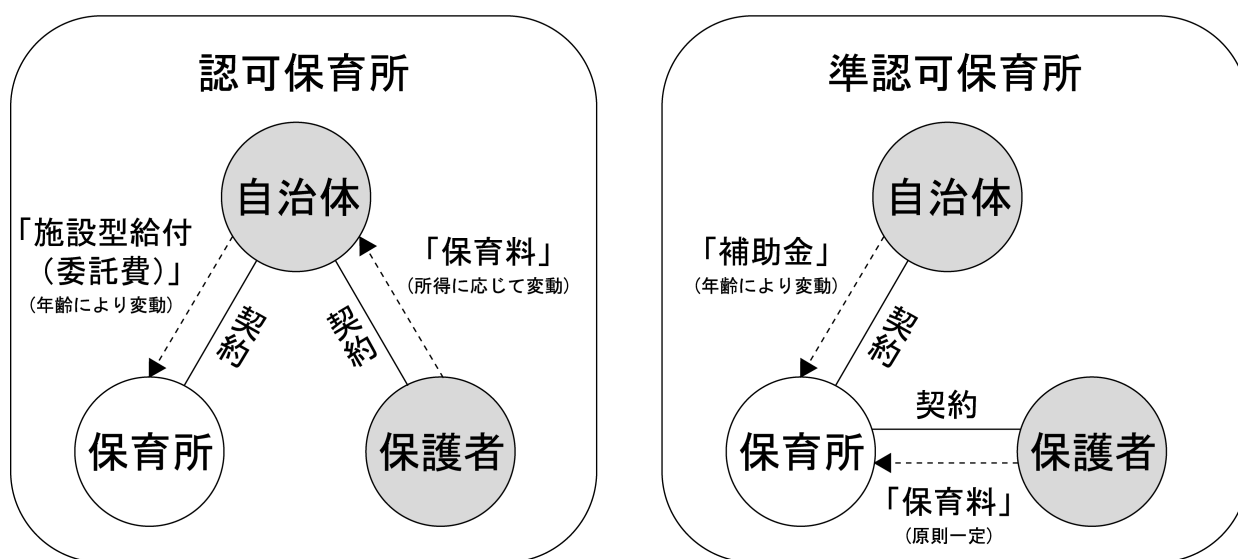 認可保育所
自治体
「施設型給付
（委託費）」
（年齢により変動）
「保育料」
（所得に応じて変動）
契約
契約
保育所
保護者
準認可保育所
自治体
「補助金」
（年齢により変動）
契約
契約
保育所
保護者
「保育料」
（原則一定）